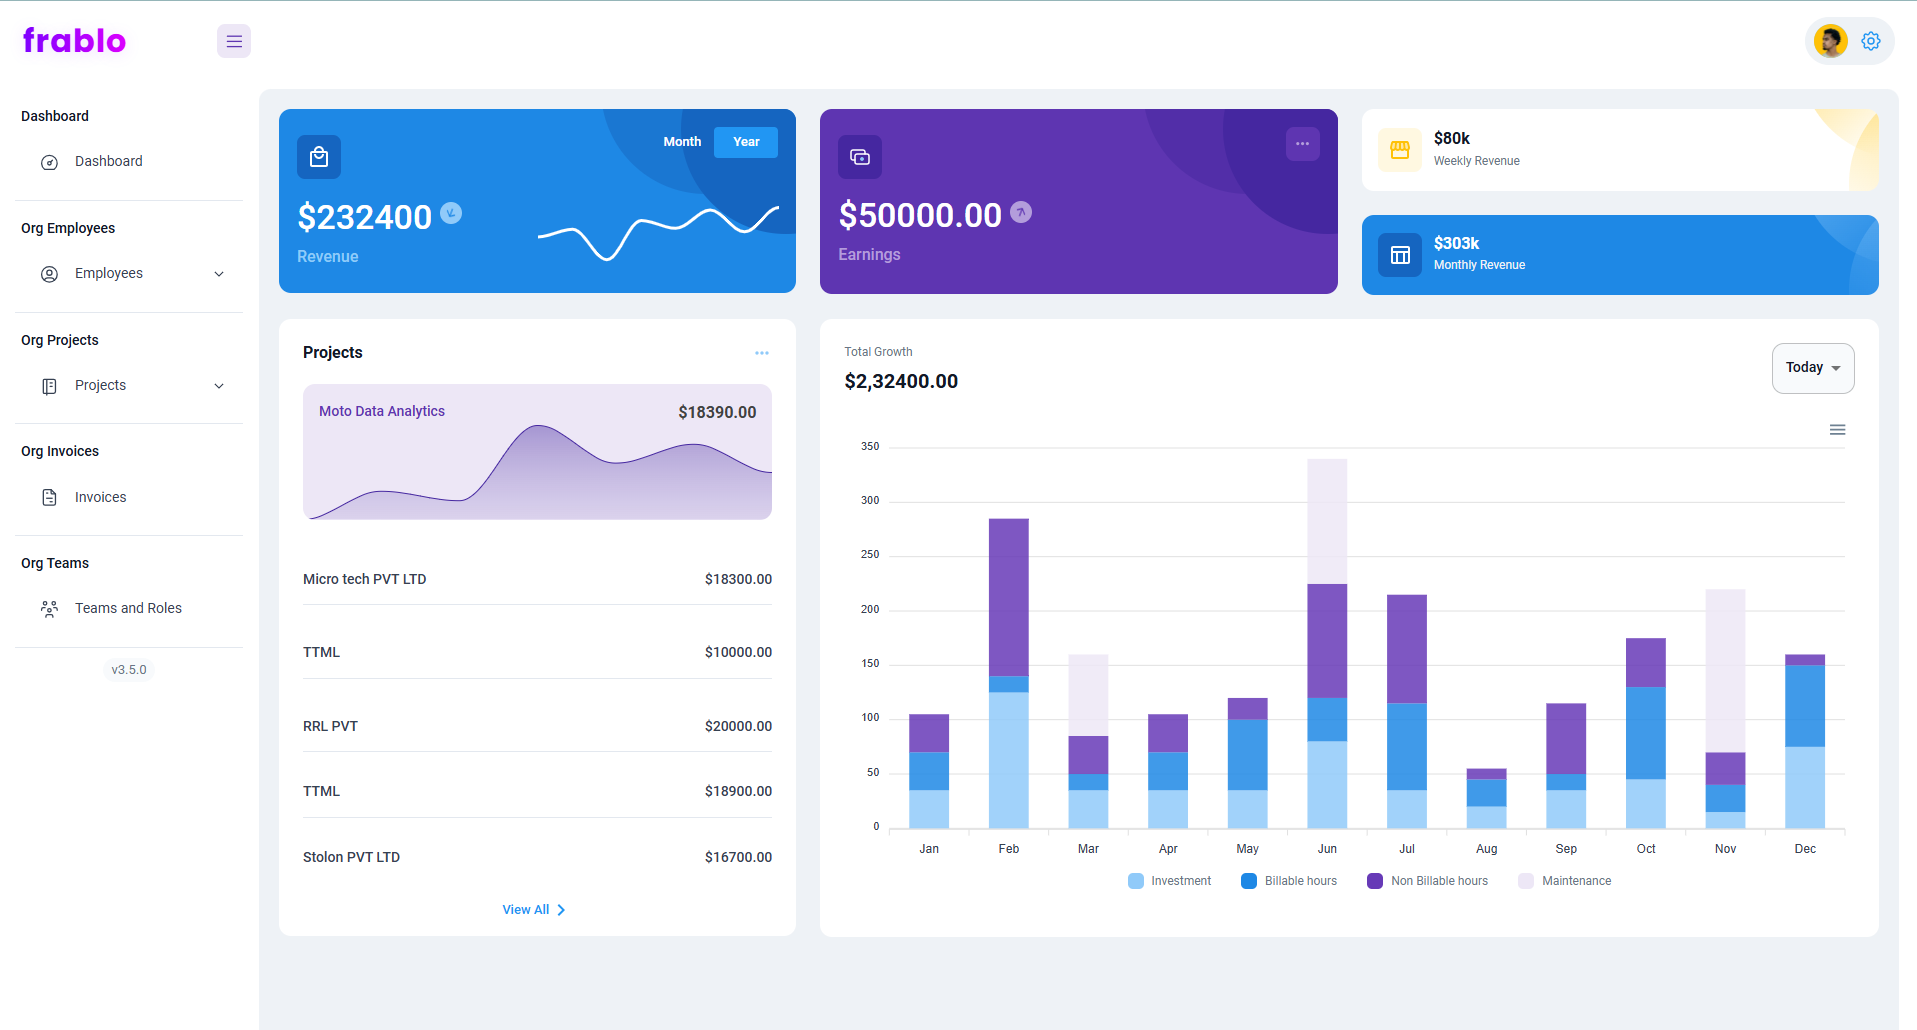 frablo
Dashboard
Dashboard
Org Employees
Employees
Org Projects
Projects
Org Invoices
Invoices
Org Teams
Teams and Roles
v3.5.0
Month Year
$232400
Revenue
$50000.00
Earnings
$80k
Weekly Revenue
$303k
Monthly Revenue
Projects
Moto Data Analytics $18390.00
Micro tech PVT LTD $18300.00
TTML $10000.00
RRL PVT $20000.00
TTML $18900.00
Stolon PVT LTD $16700.00
View All
Total Growth
$2,32400.00
Today
350
300
250
200
150
100
50
0
Jan Feb Mar Apr May Jun Jul Aug Sep Oct Nov Dec
Investment Billable hours Non Billable hours Maintenance